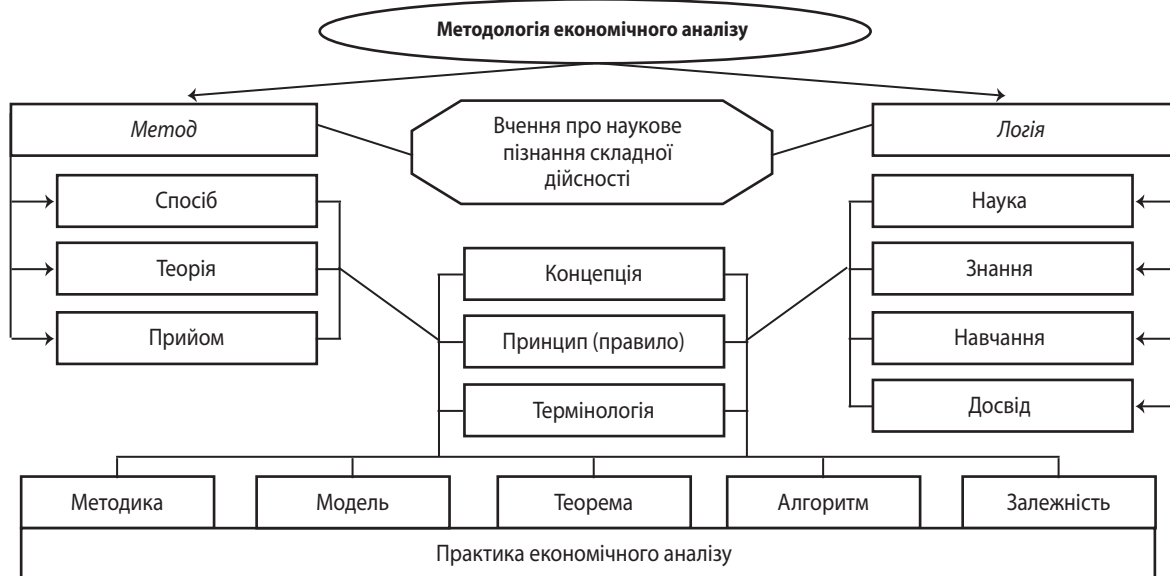 Методологія економічного аналізу
Метод
Вчення про наукове
пізнання складної
дійсності
Логія
Спосіб
Теорія
Прийом
Концепція
Принцип (правило)
Термінологія
Наука
Знання
Навчання
Досвід
Методика
Модель
Теорема
Алгоритм
Залежність
Практика економічного аналізу